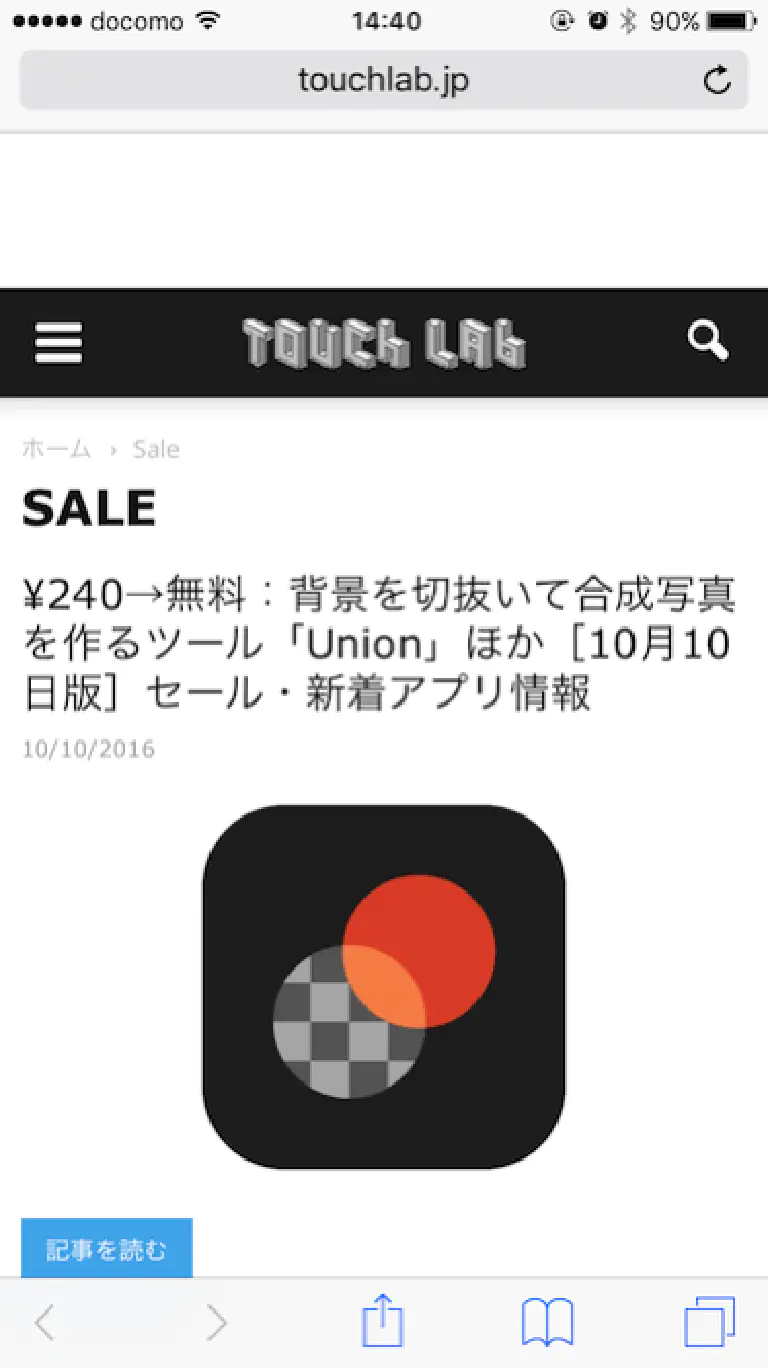 docomo 14:40 90%
touchlab.jp
TOUCH LAB
ホーム › Sale
SALE
¥240→無料：背景を切抜いて合成写真
を作るツール「Union」ほか［10月10
日版］セール・新着アプリ情報
10/10/2016
記事を読む